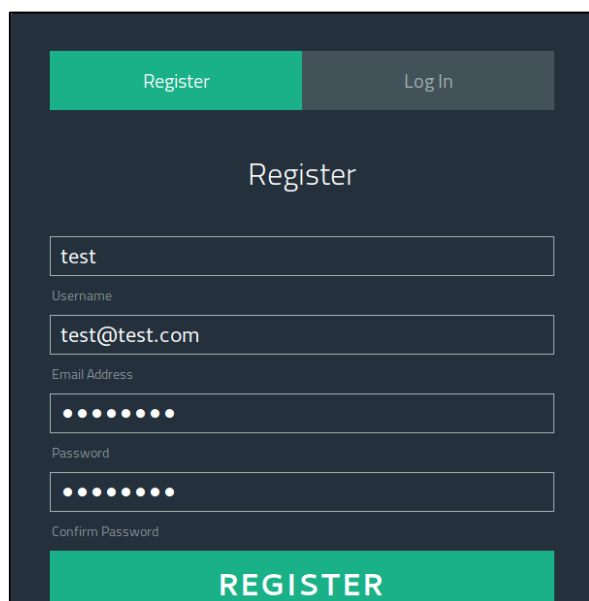 Register Log In
Register
test
Username
test@test.com
Email Address
●●●●●●●●
Password
●●●●●●●●
Confirm Password
REGISTER